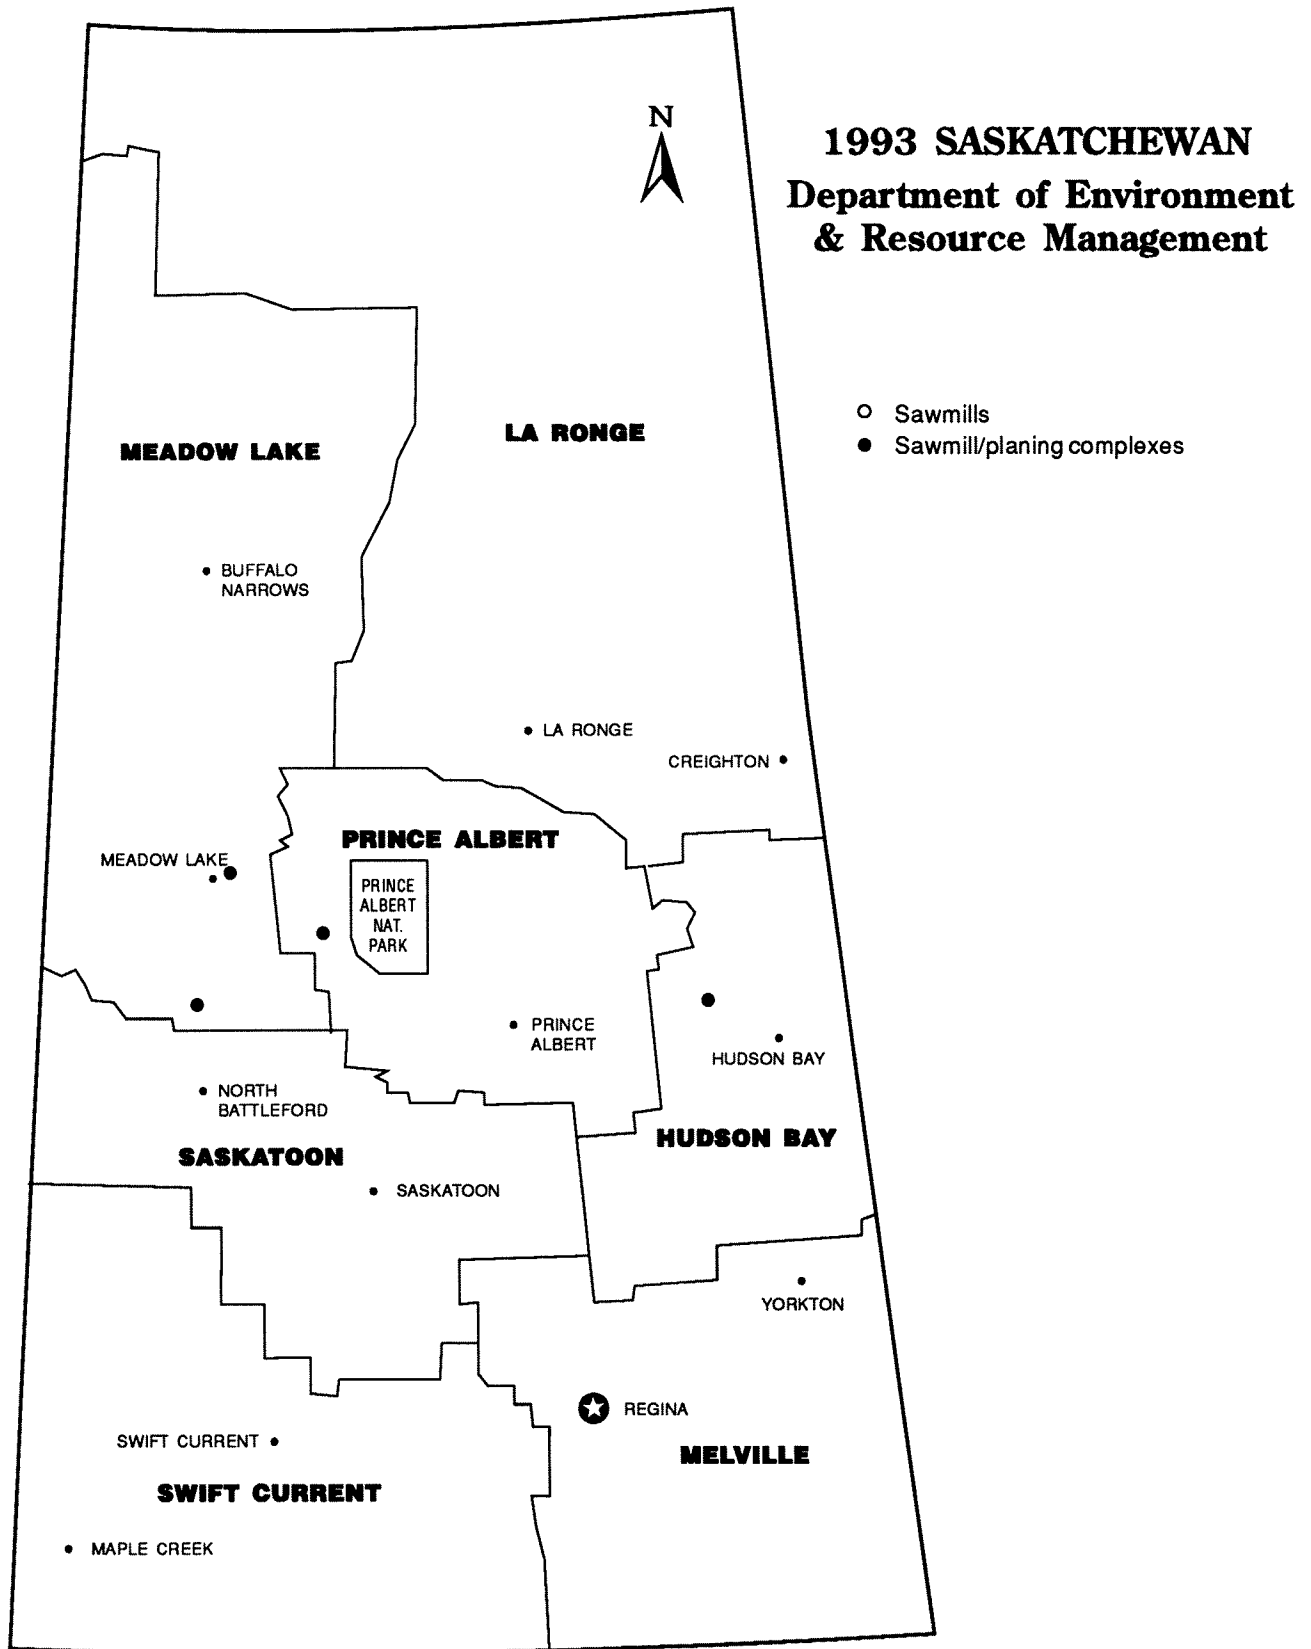 N
1993 SASKATCHEWAN
Department of Environment
& Resource Management
Sawmills
Sawmill/planing complexes
LA RONGE
MEADOW LAKE
BUFFALO
NARROWS
LA RONGE
CREIGHTON
PRINCE ALBERT
MEADOW LAKE
PRINCE
ALBERT
NAT.
PARK
PRINCE
ALBERT
HUDSON BAY
NORTH
BATTLEFORD
HUDSON BAY
SASKATOON
SASKATOON
YORKTON
REGINA
SWIFT CURRENT
MELVILLE
SWIFT CURRENT
MAPLE CREEK